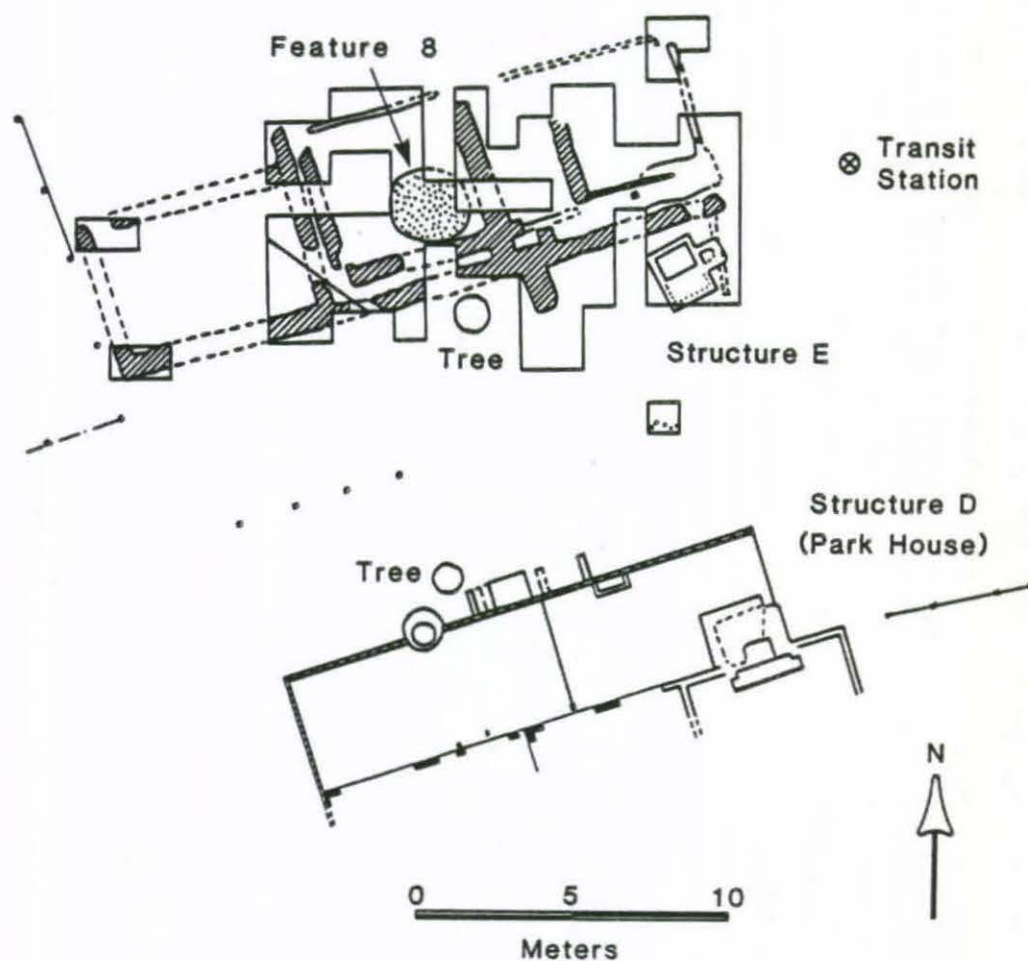 Feature 8
Transit
Station
Tree
Structure E
Structure D
(Park House)
Tree
N
0 5 10
Meters